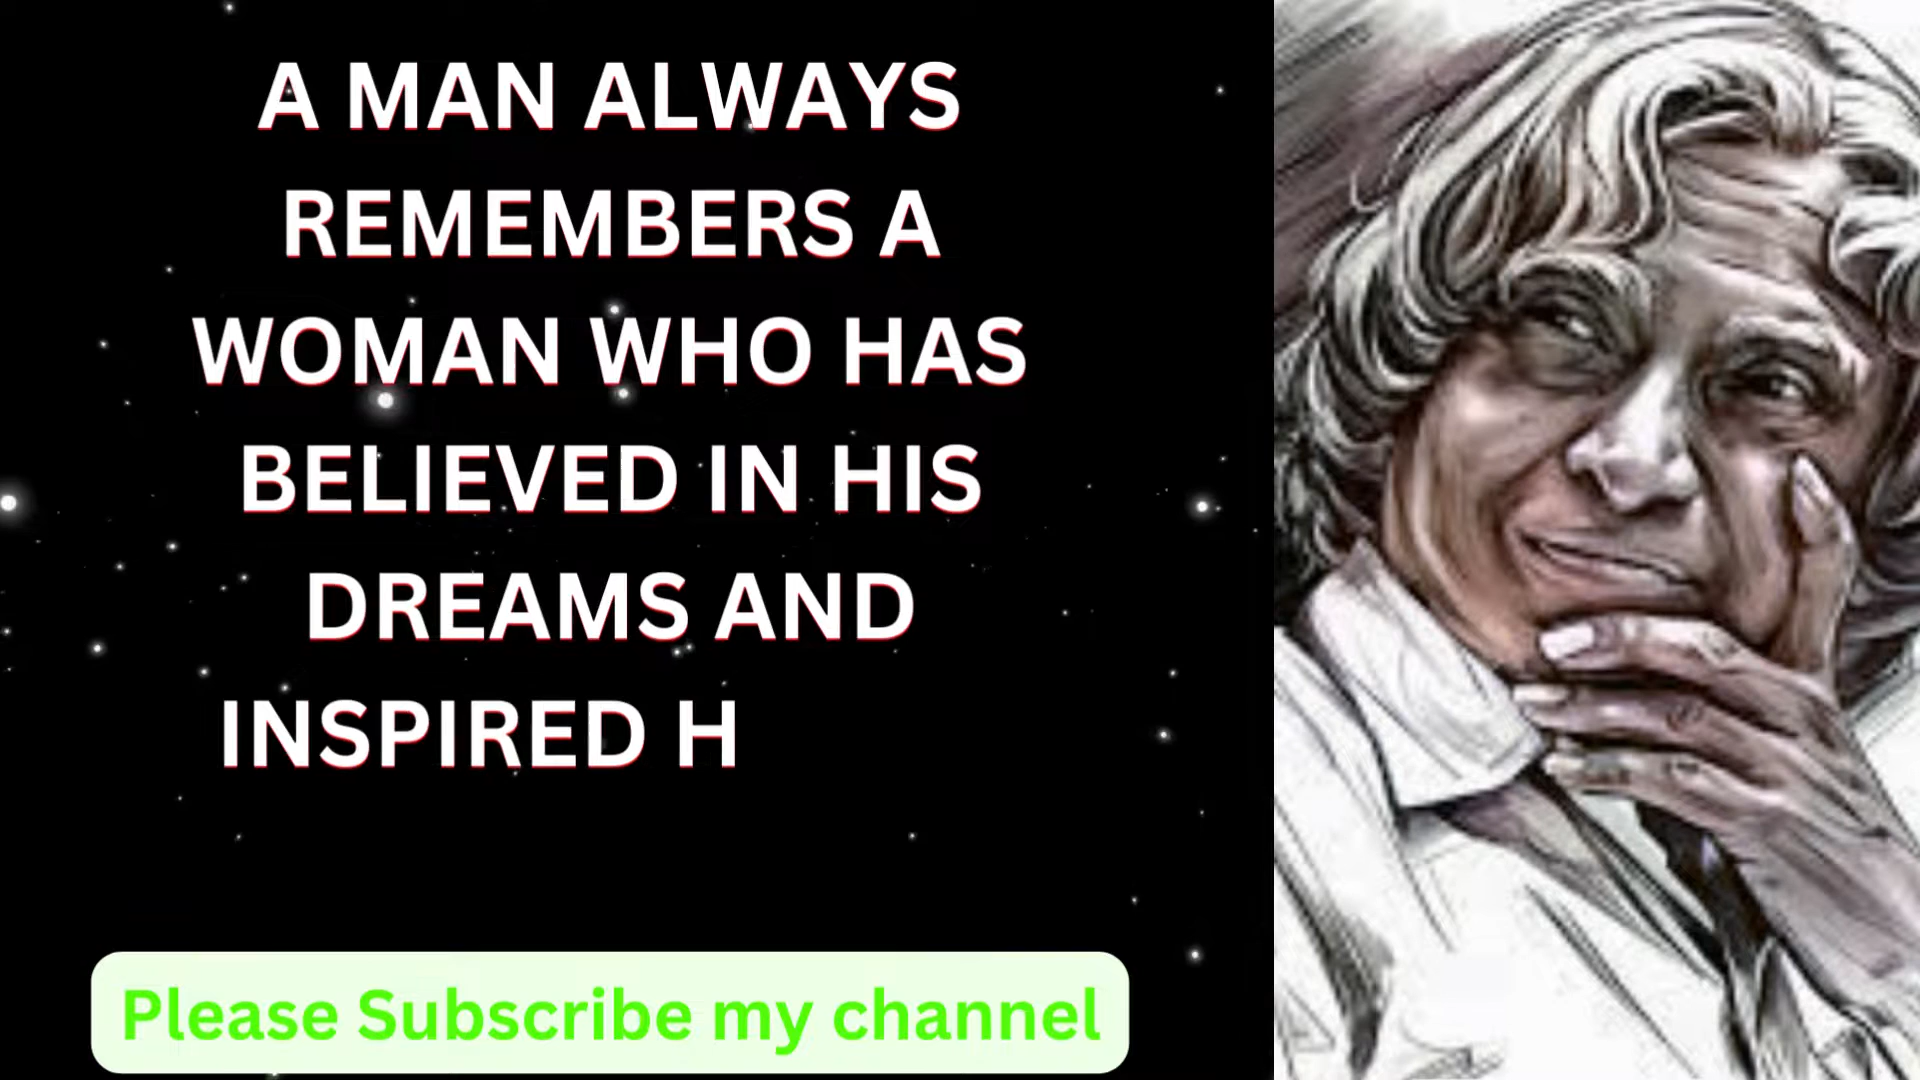 A MAN ALWAYS
REMEMBERS A
WOMAN WHO HAS
BELIEVED IN HIS
DREAMS AND
INSPIRED H
Please Subscribe my channel